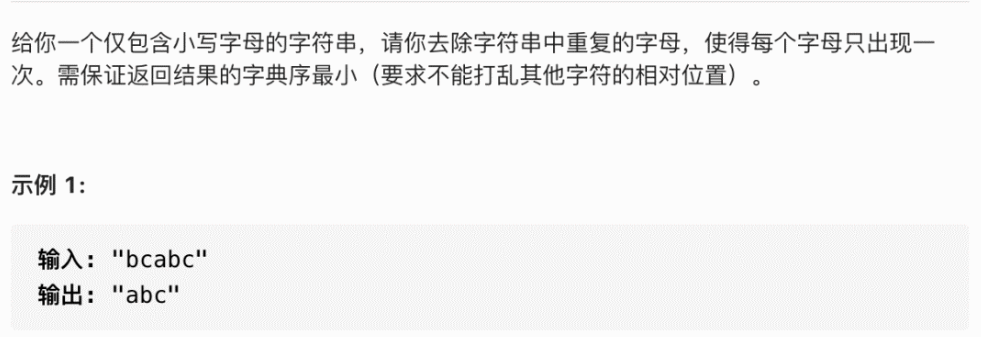 给你一个仅包含小写字母的字符串，请你去除字符串中重复的字母，使得每个字母只出现一
次。需保证返回结果的字典序最小（要求不能打乱其他字符的相对位置）。
示例 1:
输入: "bcabc"
输出: "abc"